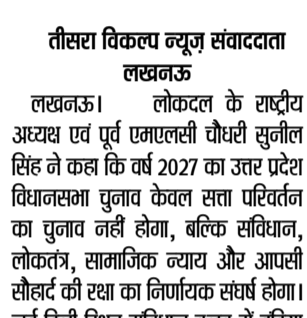 तीसरा विकल्प न्यूज़ संवाददाता
लखनऊ
लखनऊ। लोकदल के राष्ट्रीय
अध्यक्ष एवं पूर्व एमएलसी चौधरी सुनील
सिंह ने कहा कि वर्ष 2027 का उत्तर प्रदेश
विधानसभा चुनाव केवल सत्ता परिवर्तन
का चुनाव नहीं होगा, बल्कि संविधान,
लोकतंत्र, सामाजिक न्याय और आपसी
सौहार्द की रक्षा का निर्णायक संघर्ष होगा।